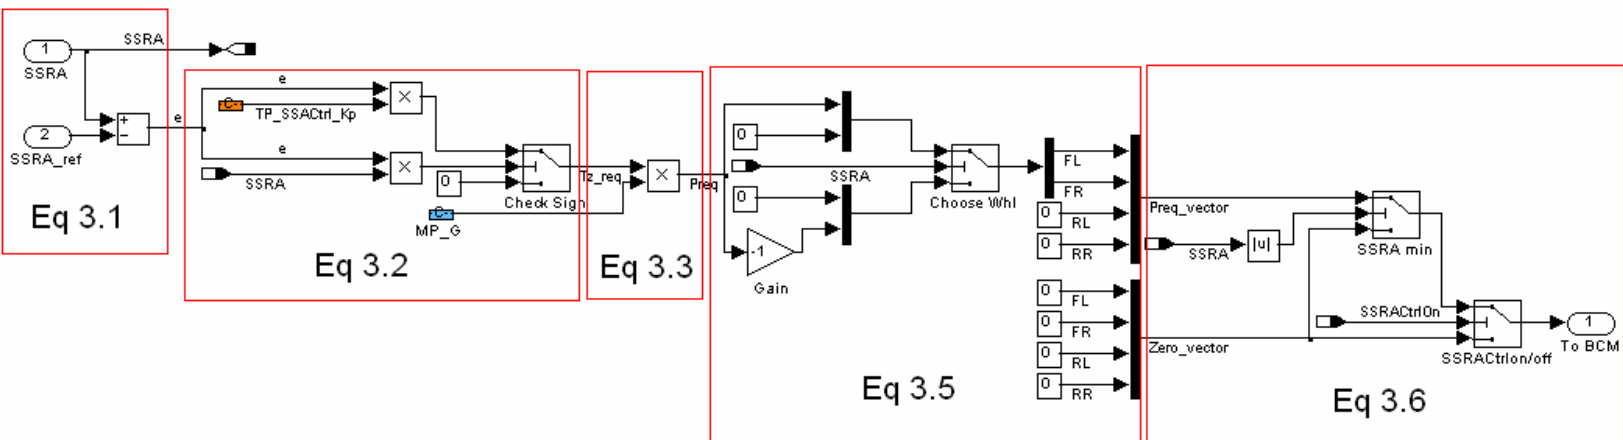 1
SSRA
SSRA
2
SSRA_ref
+
−
e
Eq 3.1
e
-C-
TP_SSACtrl_Kp
×
e
SSRA
×
0
Check Sign
Tz_req
-C-
MP_G
Eq 3.2
×
Preq
Eq 3.3
0
SSRA
0
-1
Gain
Choose Whl
FL
FR
0
RL
0
RR
0
FL
0
FR
0
RL
0
RR
Eq 3.5
Preq_vector
SSRA
|u|
SSRA min
SSRACtrlOn
Zero_vector
SSRACtrlon/off
1
To BCM
Eq 3.6